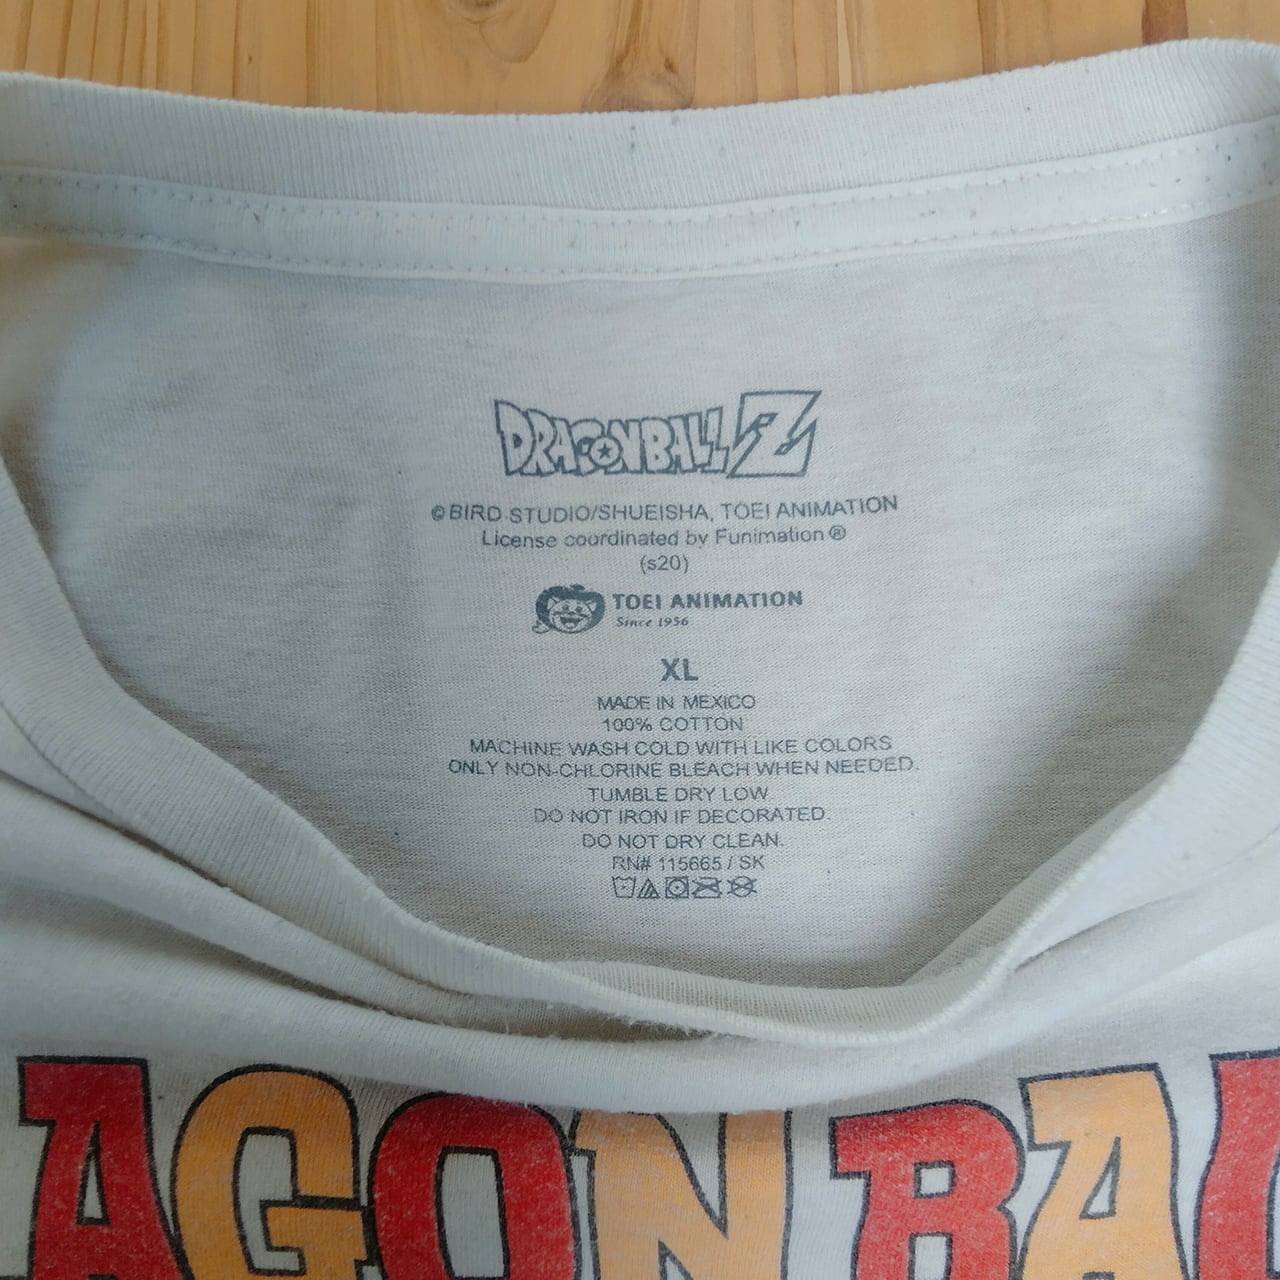 DRAGONBALL Z
©BIRD STUDIO/SHUEISHA, TOEI ANIMATION
License coordinated by Funimation ®
(s20)
TOEI ANIMATION
Since 1956
XL
MADE IN MEXICO
100% COTTON
MACHINE WASH COLD WITH LIKE COLORS
ONLY NON-CHLORINE BLEACH WHEN NEEDED.
TUMBLE DRY LOW
DO NOT IRON IF DECORATED.
DO NOT DRY CLEAN.
RN# 115665 / SK
AGON BAL